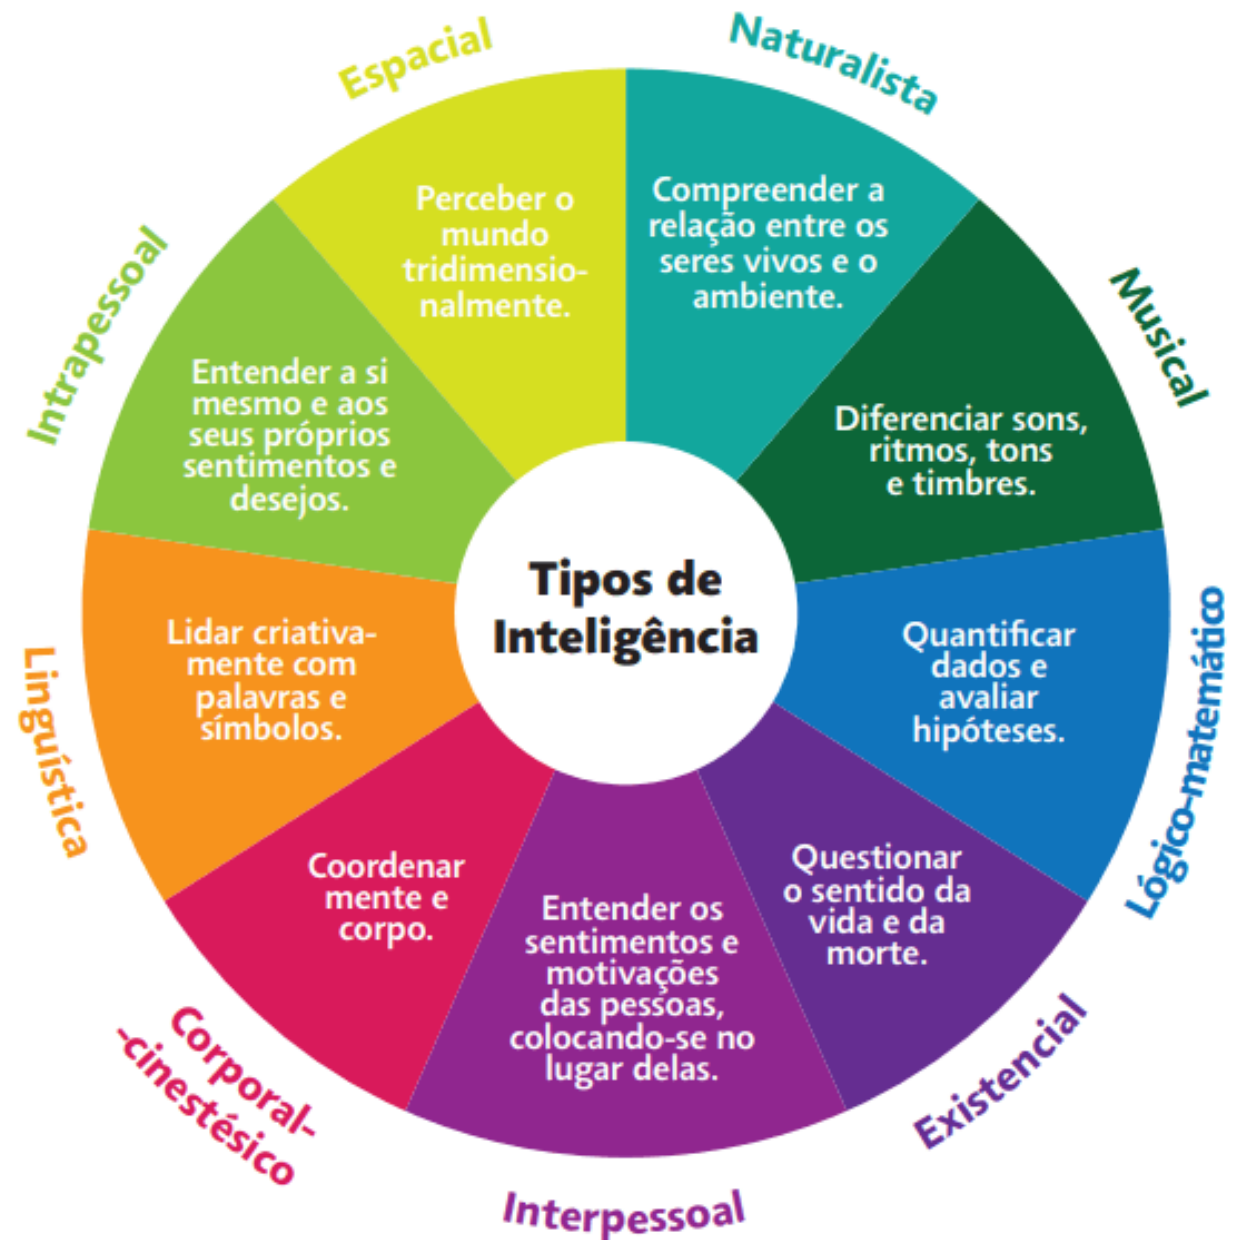 Tipos de
Inteligência
Naturalista
Compreender a
relação entre os
seres vivos e o
ambiente.
Musical
Diferenciar sons,
ritmos, tons
e timbres.
Lógico-matemático
Quantificar
dados e
avaliar
hipóteses.
Existencial
Questionar
o sentido da
vida e da
morte.
Interpessoal
Entender os
sentimentos e
motivações
das pessoas,
colocando-se no
lugar delas.
Corporal-
-cinestésico
Coordenar
mente e
corpo.
Linguística
Lidar criativa-
mente com
palavras e
símbolos.
Intrapessoal
Entender a si
mesmo e aos
seus próprios
sentimentos e
desejos.
Espacial
Perceber o
mundo
tridimensio-
nalmente.